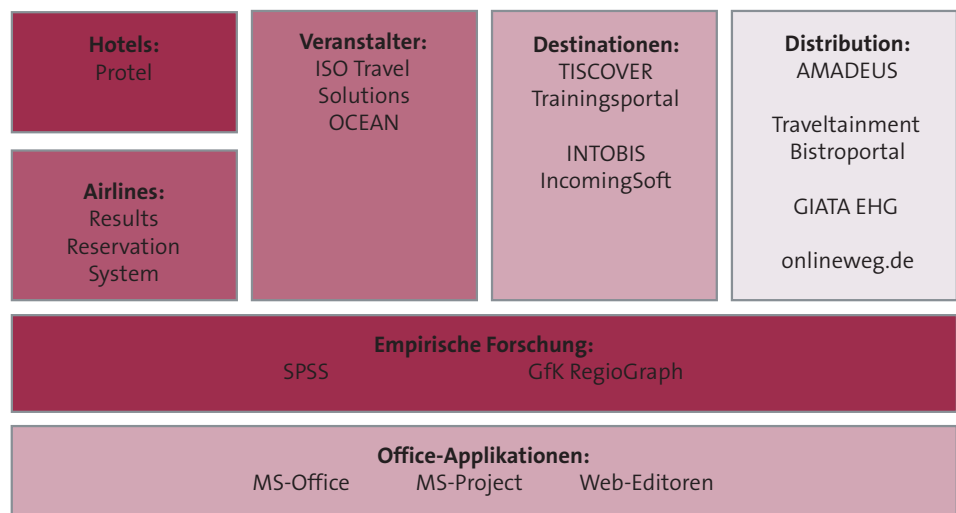 Hotels:
Protel
Airlines:
Results
Reservation
System
Veranstalter:
ISO Travel
Solutions
OCEAN
Destinationen:
TISCOVER
Trainingsportal
INTOBIS
IncomingSoft
Distribution:
AMADEUS
Traveltainment
Bistroportal
GIATA EHG
onlineweg.de
Empirische Forschung:
SPSS GfK RegioGraph
Office-Applikationen:
MS-Office MS-Project Web-Editoren